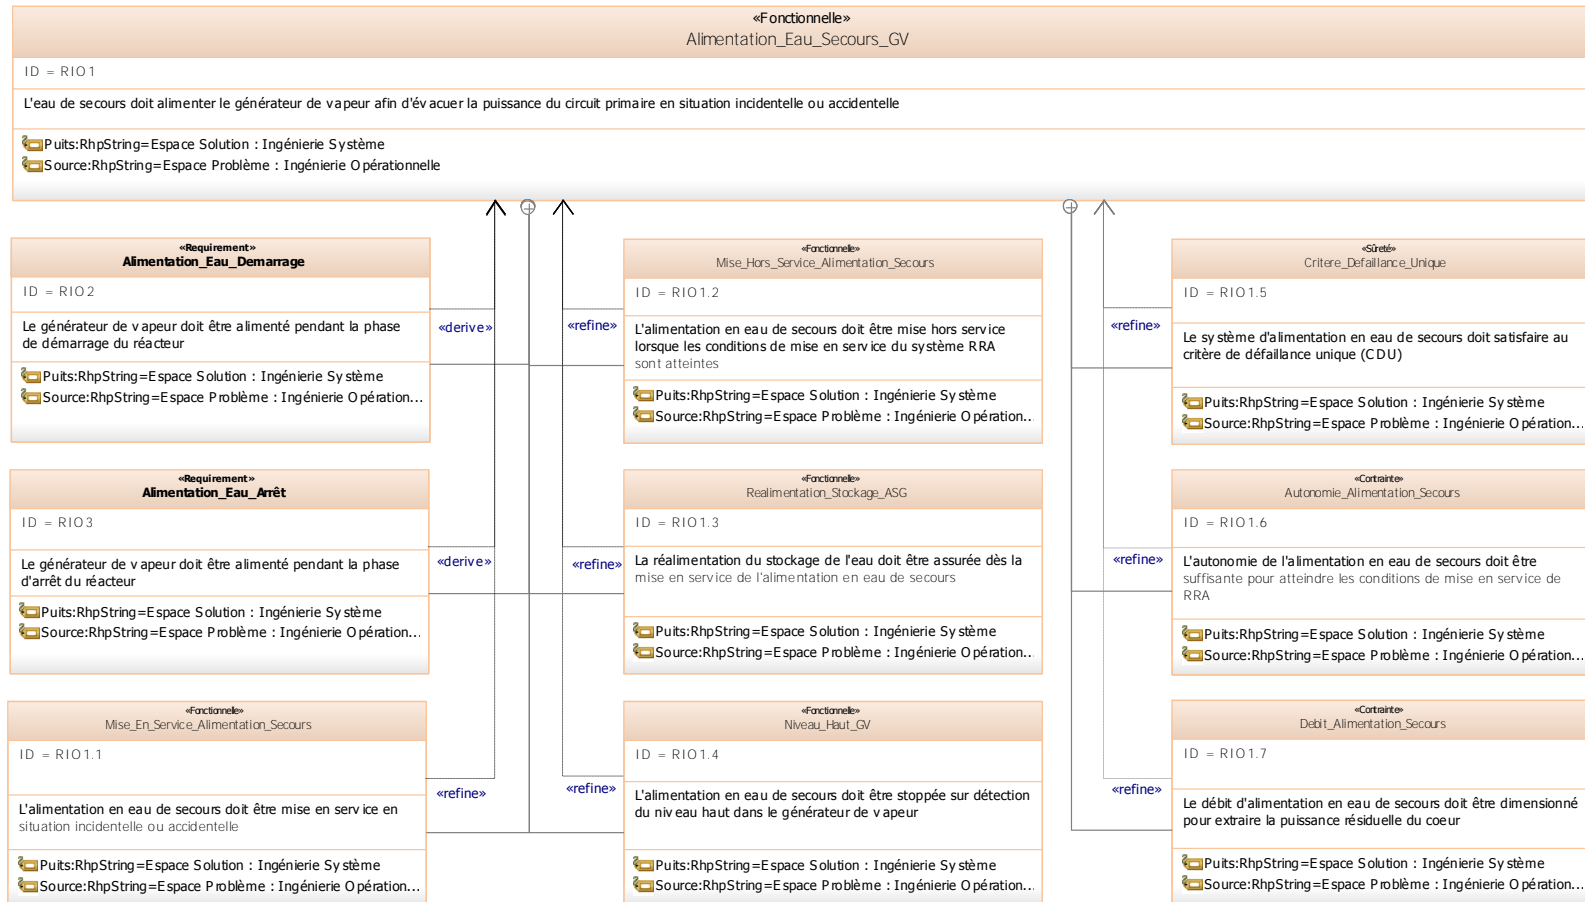 «Fonctionnelle»
Alimentation_Eau_Secours_GV
ID = RIO1
L'eau de secours doit alimenter le générateur de vapeur afin d'évacuer la puissance du circuit primaire en situation incidentelle ou accidentelle
Puits:RhpString=Espace Solution : Ingénierie Système
Source:RhpString=Espace Problème : Ingénierie Opérationnelle
«Requirement»
Alimentation_Eau_Demarrage
ID = RIO2
Le générateur de vapeur doit être alimenté pendant la phase
de démarrage du réacteur
Puits:RhpString=Espace Solution : Ingénierie Système
Source:RhpString=Espace Problème : Ingénierie Opération...
«derive»
«refine»
«Fonctionnelle»
Mise_Hors_Service_Alimentation_Secours
ID = RIO1.2
L'alimentation en eau de secours doit être mise hors service
lorsque les conditions de mise en service du système RRA
sont atteintes
Puits:RhpString=Espace Solution : Ingénierie Système
Source:RhpString=Espace Problème : Ingénierie Opération...
«refine»
«Sûreté»
Critere_Defaillance_Unique
ID = RIO1.5
Le système d'alimentation en eau de secours doit satisfaire au
critère de défaillance unique (CDU)
Puits:RhpString=Espace Solution : Ingénierie Système
Source:RhpString=Espace Problème : Ingénierie Opération...
«Requirement»
Alimentation_Eau_Arrêt
ID = RIO3
Le générateur de vapeur doit être alimenté pendant la phase
d'arrêt du réacteur
Puits:RhpString=Espace Solution : Ingénierie Système
Source:RhpString=Espace Problème : Ingénierie Opération...
«derive»
«refine»
«Fonctionnelle»
Realimentation_Stockage_ASG
ID = RIO1.3
La réalimentation du stockage de l'eau doit être assurée dès la
mise en service de l'alimentation en eau de secours
Puits:RhpString=Espace Solution : Ingénierie Système
Source:RhpString=Espace Problème : Ingénierie Opération...
«refine»
«Contrainte»
Autonomie_Alimentation_Secours
ID = RIO1.6
L'autonomie de l'alimentation en eau de secours doit être
suffisante pour atteindre les conditions de mise en service de
RRA
Puits:RhpString=Espace Solution : Ingénierie Système
Source:RhpString=Espace Problème : Ingénierie Opération...
«Fonctionnelle»
Mise_En_Service_Alimentation_Secours
ID = RIO1.1
L'alimentation en eau de secours doit être mise en service en
situation incidentelle ou accidentelle
Puits:RhpString=Espace Solution : Ingénierie Système
Source:RhpString=Espace Problème : Ingénierie Opération...
«refine»
«refine»
«Fonctionnelle»
Niveau_Haut_GV
ID = RIO1.4
L'alimentation en eau de secours doit être stoppée sur détection
du niveau haut dans le générateur de vapeur
Puits:RhpString=Espace Solution : Ingénierie Système
Source:RhpString=Espace Problème : Ingénierie Opération...
«refine»
«Contrainte»
Debit_Alimentation_Secours
ID = RIO1.7
Le débit d'alimentation en eau de secours doit être dimensionné
pour extraire la puissance résiduelle du coeur
Puits:RhpString=Espace Solution : Ingénierie Système
Source:RhpString=Espace Problème : Ingénierie Opération...